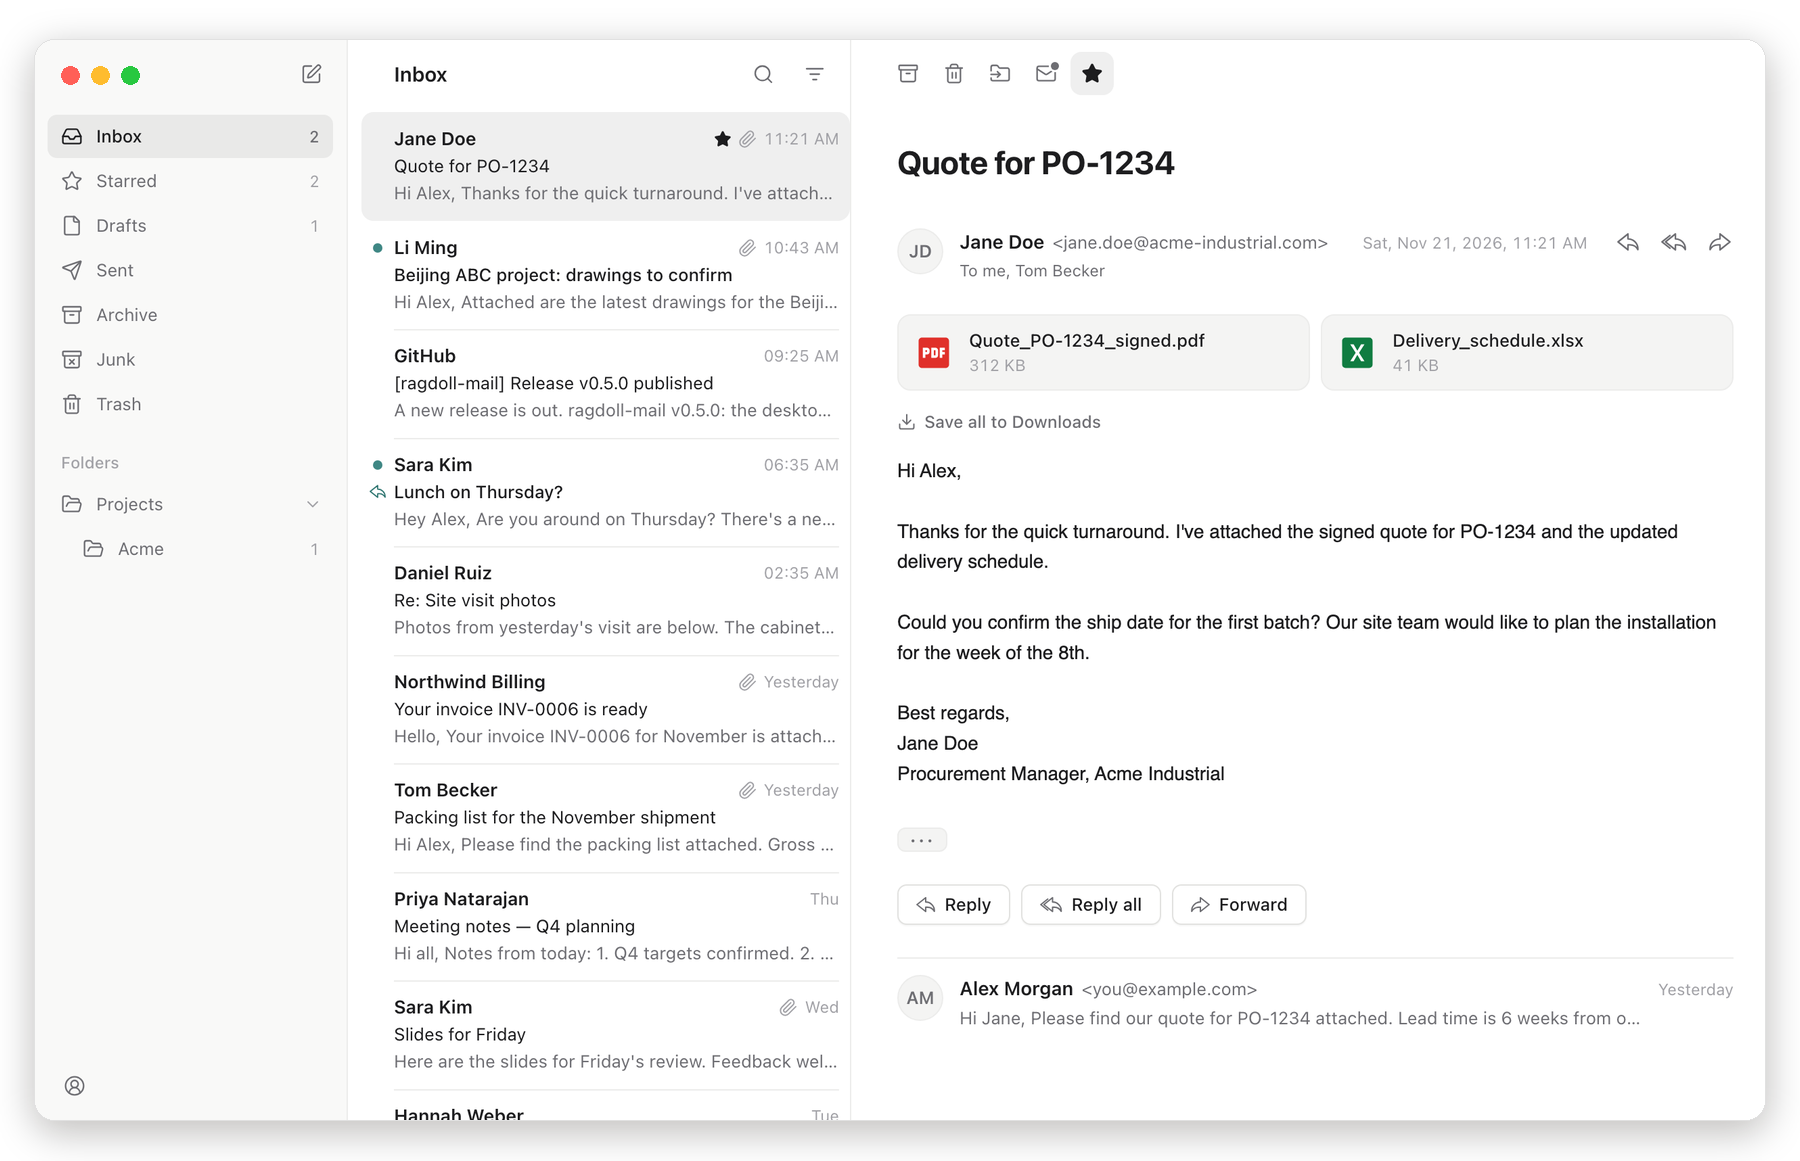 Inbox 2
Starred 2
Drafts 1
Sent
Archive
Junk
Trash
Folders
Projects
Acme 1
Inbox
Jane Doe 11:21 AM
Quote for PO-1234
Hi Alex, Thanks for the quick turnaround. I've attach...
Li Ming 10:43 AM
Beijing ABC project: drawings to confirm
Hi Alex, Attached are the latest drawings for the Beiji...
GitHub 09:25 AM
[ragdoll-mail] Release v0.5.0 published
A new release is out. ragdoll-mail v0.5.0: the deskto...
Sara Kim 06:35 AM
Lunch on Thursday?
Hey Alex, Are you around on Thursday? There's a ne...
Daniel Ruiz 02:35 AM
Re: Site visit photos
Photos from yesterday's visit are below. The cabinet...
Northwind Billing Yesterday
Your invoice INV-0006 is ready
Hello, Your invoice INV-0006 for November is attach...
Tom Becker Yesterday
Packing list for the November shipment
Hi Alex, Please find the packing list attached. Gross ...
Priya Natarajan Thu
Meeting notes — Q4 planning
Hi all, Notes from today: 1. Q4 targets confirmed. 2. ...
Sara Kim Wed
Slides for Friday
Here are the slides for Friday's review. Feedback wel...
Hannah Weber Tue
Quote for PO-1234
JD
Jane Doe <jane.doe@acme-industrial.com> Sat, Nov 21, 2026, 11:21 AM
To me, Tom Becker
PDF
Quote_PO-1234_signed.pdf
312 KB
X
Delivery_schedule.xlsx
41 KB
Save all to Downloads
Hi Alex,
Thanks for the quick turnaround. I've attached the signed quote for PO-1234 and the updated
delivery schedule.
Could you confirm the ship date for the first batch? Our site team would like to plan the installation
for the week of the 8th.
Best regards,
Jane Doe
Procurement Manager, Acme Industrial
...
Reply Reply all Forward
AM
Alex Morgan <you@example.com> Yesterday
Hi Jane, Please find our quote for PO-1234 attached. Lead time is 6 weeks from o...